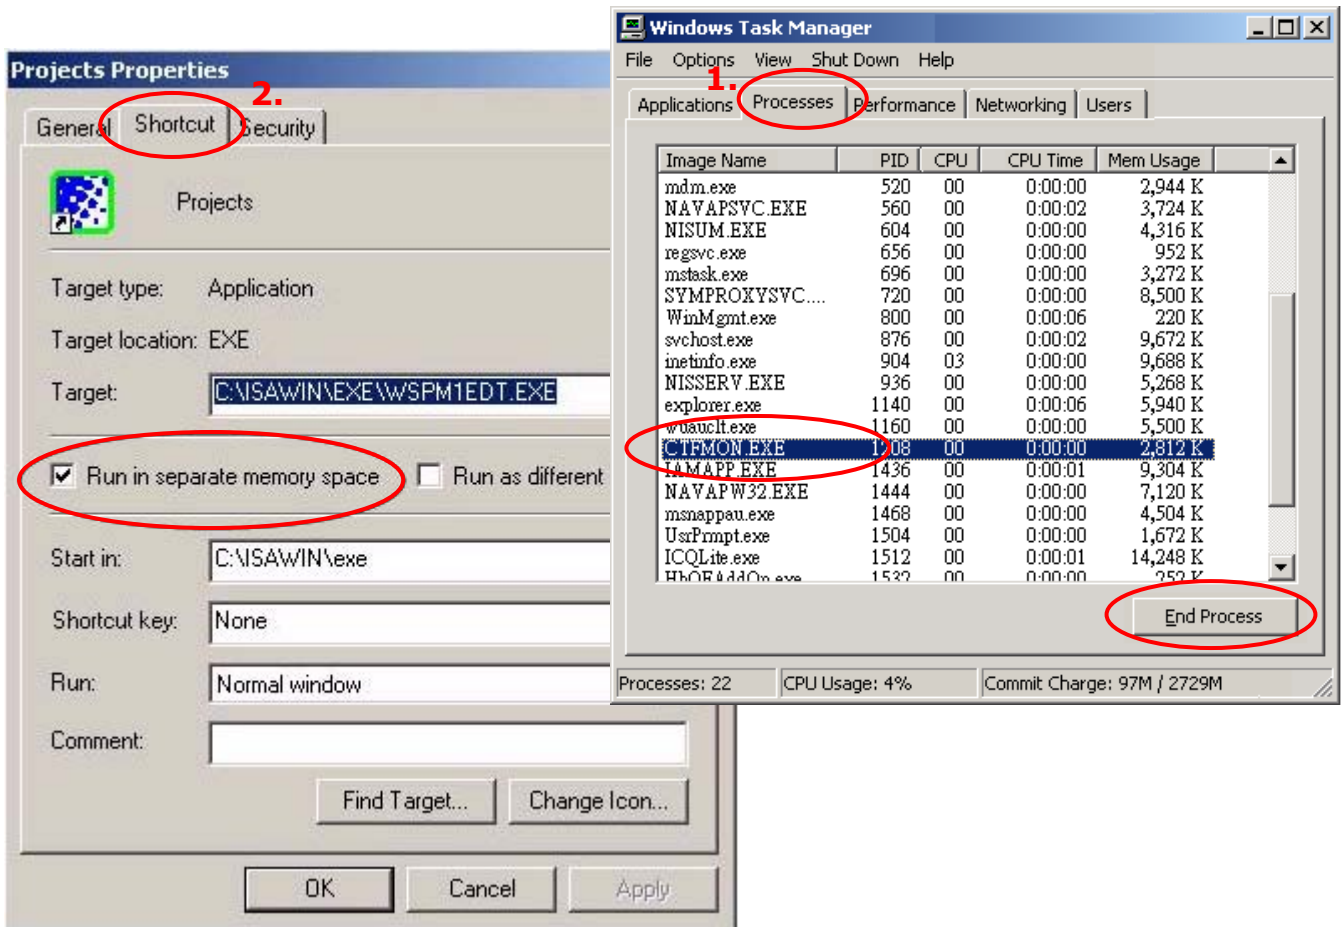 Projects Properties
2.
General Shortcut Security
Projects
Target type: Application
Target location: EXE
Target: C:\ISAWIN\EXE\WSPM1EDT.EXE
Run in separate memory space Run as different
Start in: C:\ISAWIN\exe
Shortcut key: None
Run: Normal window
Comment:
Find Target... Change Icon...
OK Cancel Apply
Windows Task Manager
File Options View Shut Down Help
1.
Applications Processes Performance Networking Users
Image Name PID CPU CPU Time Mem Usage
mdm.exe 520 00 0:00:00 2,944 K
NAVAPSVC.EXE 560 00 0:00:02 3,724 K
NISUM.EXE 604 00 0:00:00 4,316 K
regsvc.exe 656 00 0:00:00 952 K
mstask.exe 696 00 0:00:00 3,272 K
SYMPROXYSVC.... 720 00 0:00:00 8,500 K
WinMgmt.exe 800 00 0:00:06 220 K
svchost.exe 876 00 0:00:02 9,672 K
inetinfo.exe 904 03 0:00:00 9,688 K
NISSERV.EXE 936 00 0:00:00 5,268 K
explorer.exe 1140 00 0:00:06 5,940 K
wuauclt.exe 1160 00 0:00:00 5,500 K
CTFMON.EXE 1208 00 0:00:00 2,812 K
IAMAPP.EXE 1436 00 0:00:01 9,304 K
NAVAPW32.EXE 1444 00 0:00:00 7,120 K
msnappau.exe 1468 00 0:00:00 4,504 K
UsrPrmpt.exe 1504 00 0:00:00 1,672 K
ICQLite.exe 1512 00 0:00:01 14,248 K
1532 00 0:00:00 252 K
End Process
Processes: 22 CPU Usage: 4% Commit Charge: 97M / 2729M